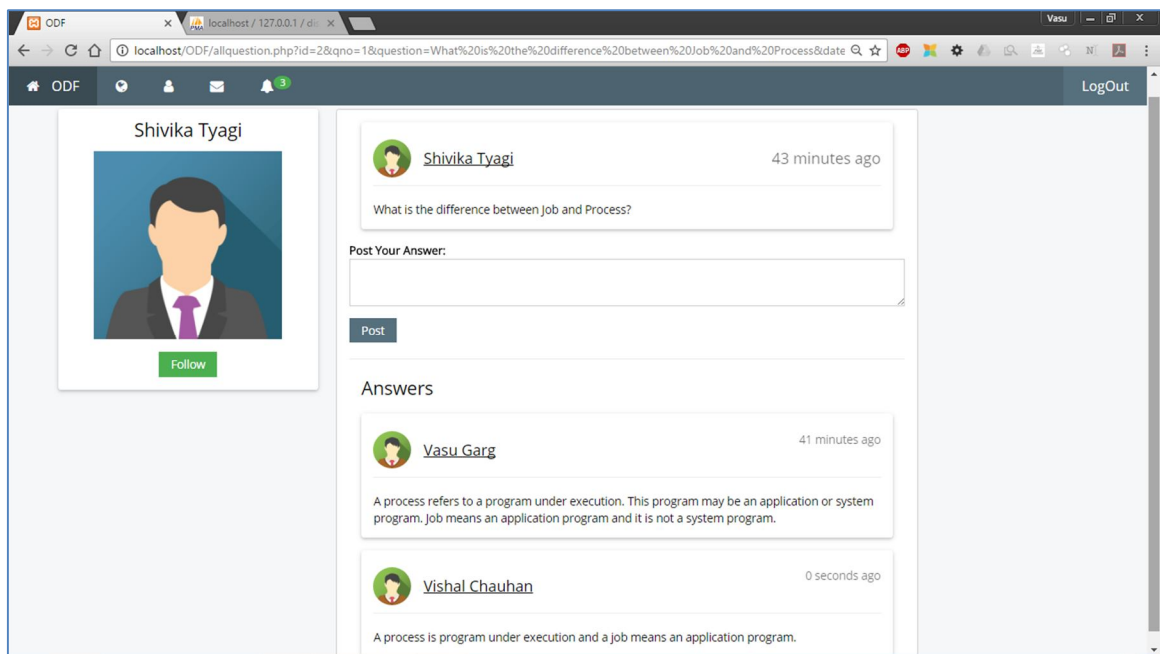 ODF
localhost / 127.0.0.1 / di
Vasu
localhost/ODF/allquestion.php?id=2&qno=1&question=What%20is%20the%20difference%20between%20Job%20and%20Process&date
ABP
ODF
3
LogOut
Shivika Tyagi
Follow
Shivika Tyagi
43 minutes ago
What is the difference between Job and Process?
Post Your Answer:
Post
Answers
Vasu Garg
41 minutes ago
A process refers to a program under execution. This program may be an application or system
program. Job means an application program and it is not a system program.
Vishal Chauhan
0 seconds ago
A process is program under execution and a job means an application program.